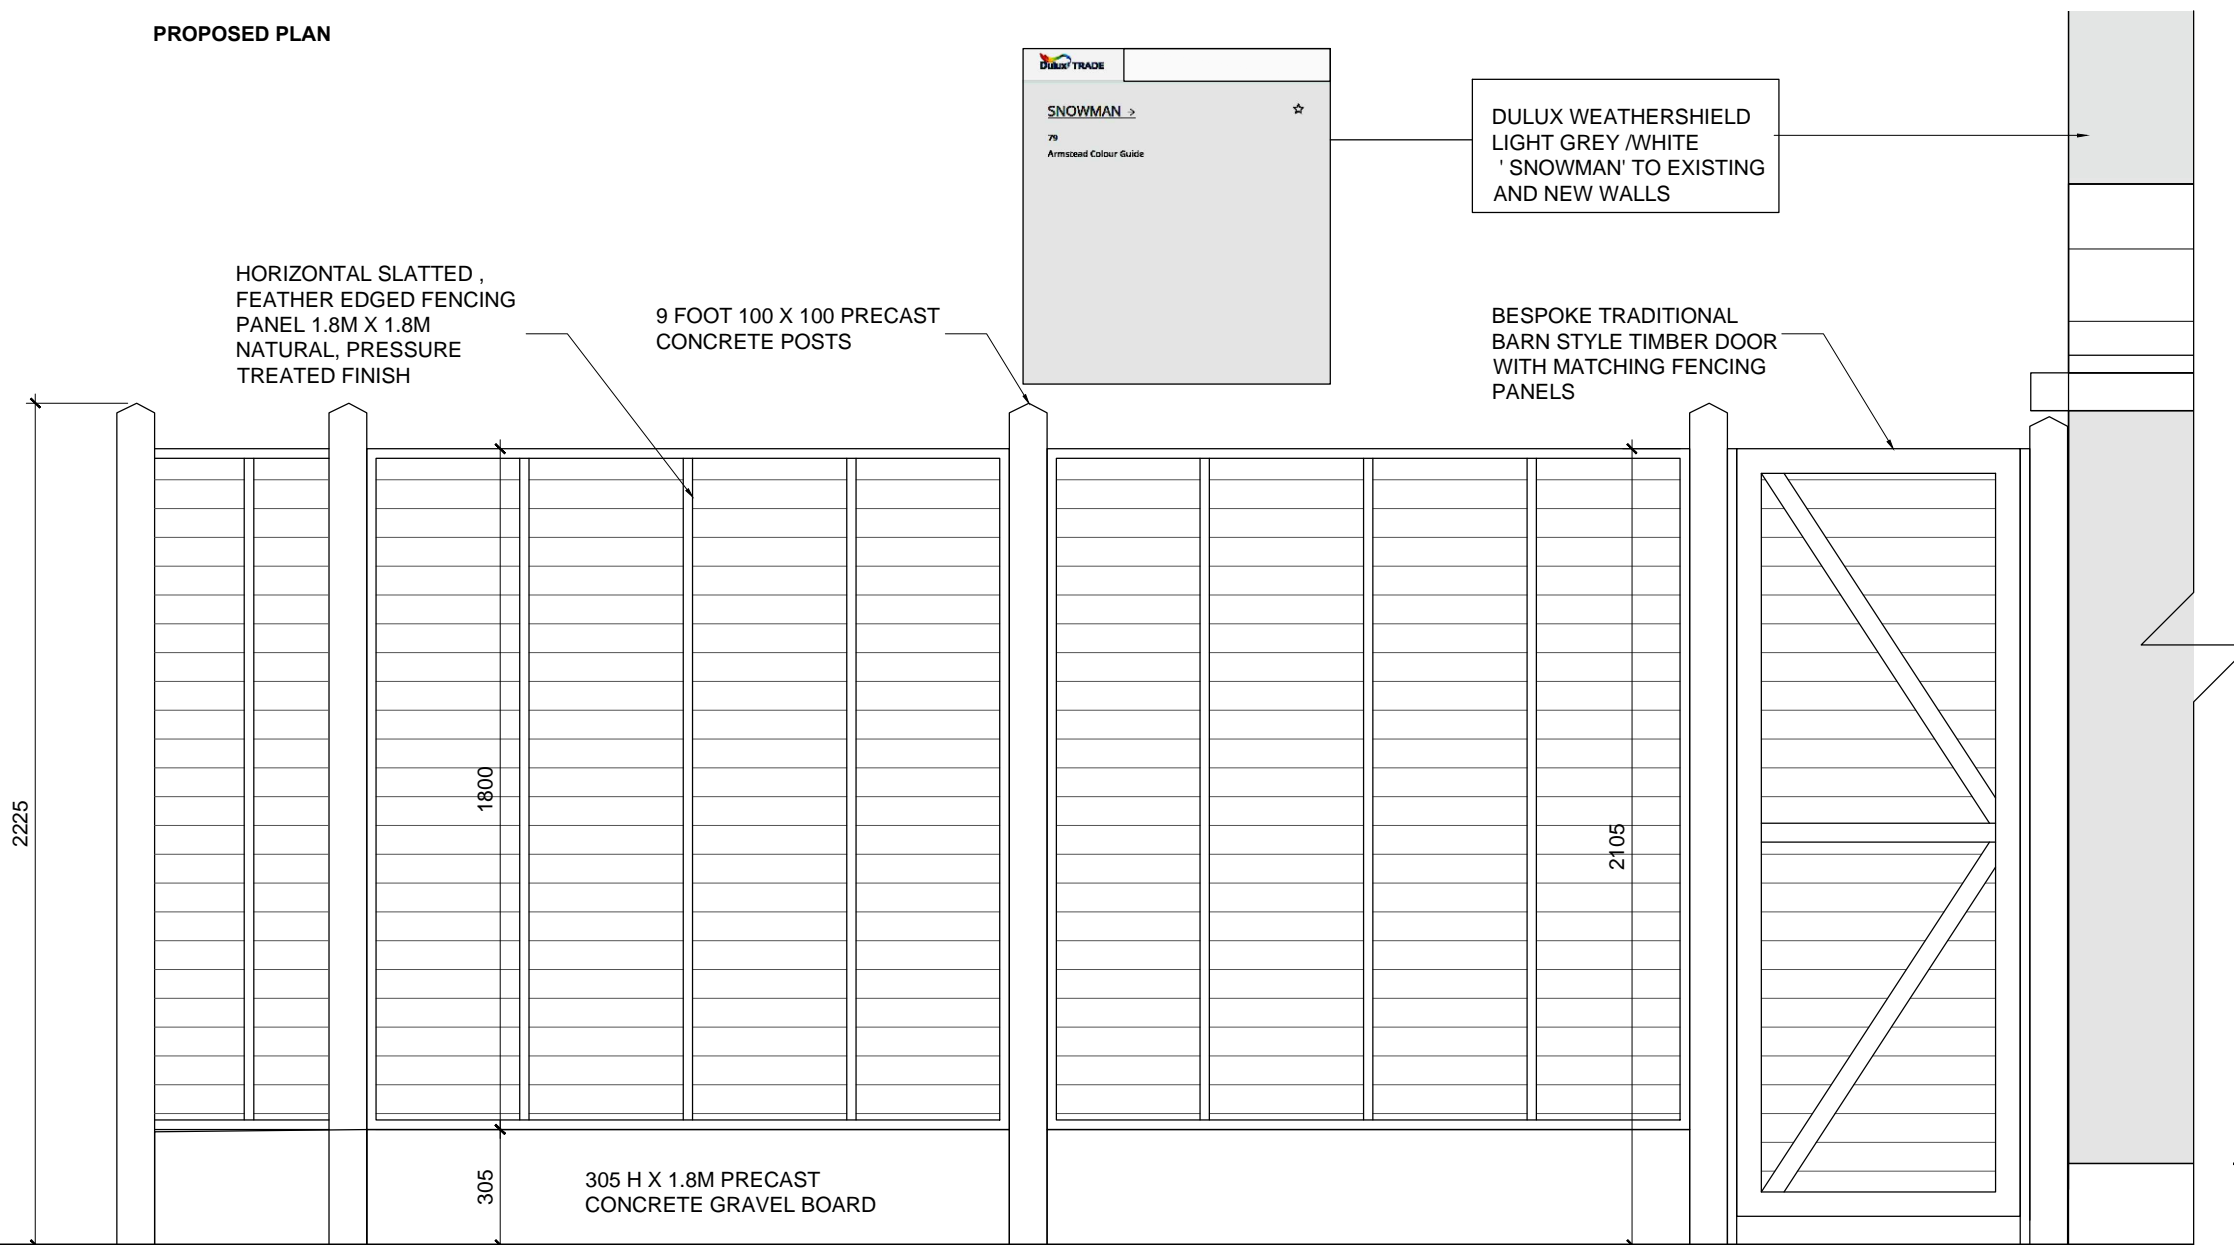 PROPOSED PLAN
Dulux TRADE
SNOWMAN →
79
Armstead Colour Guide
DULUX WEATHERSHIELD
LIGHT GREY /WHITE
' SNOWMAN' TO EXISTING
AND NEW WALLS
HORIZONTAL SLATTED ,
FEATHER EDGED FENCING
PANEL 1.8M X 1.8M
NATURAL, PRESSURE
TREATED FINISH
9 FOOT 100 X 100 PRECAST
CONCRETE POSTS
BESPOKE TRADITIONAL
BARN STYLE TIMBER DOOR
WITH MATCHING FENCING
PANELS
2225
1800
2105
305
305 H X 1.8M PRECAST
CONCRETE GRAVEL BOARD